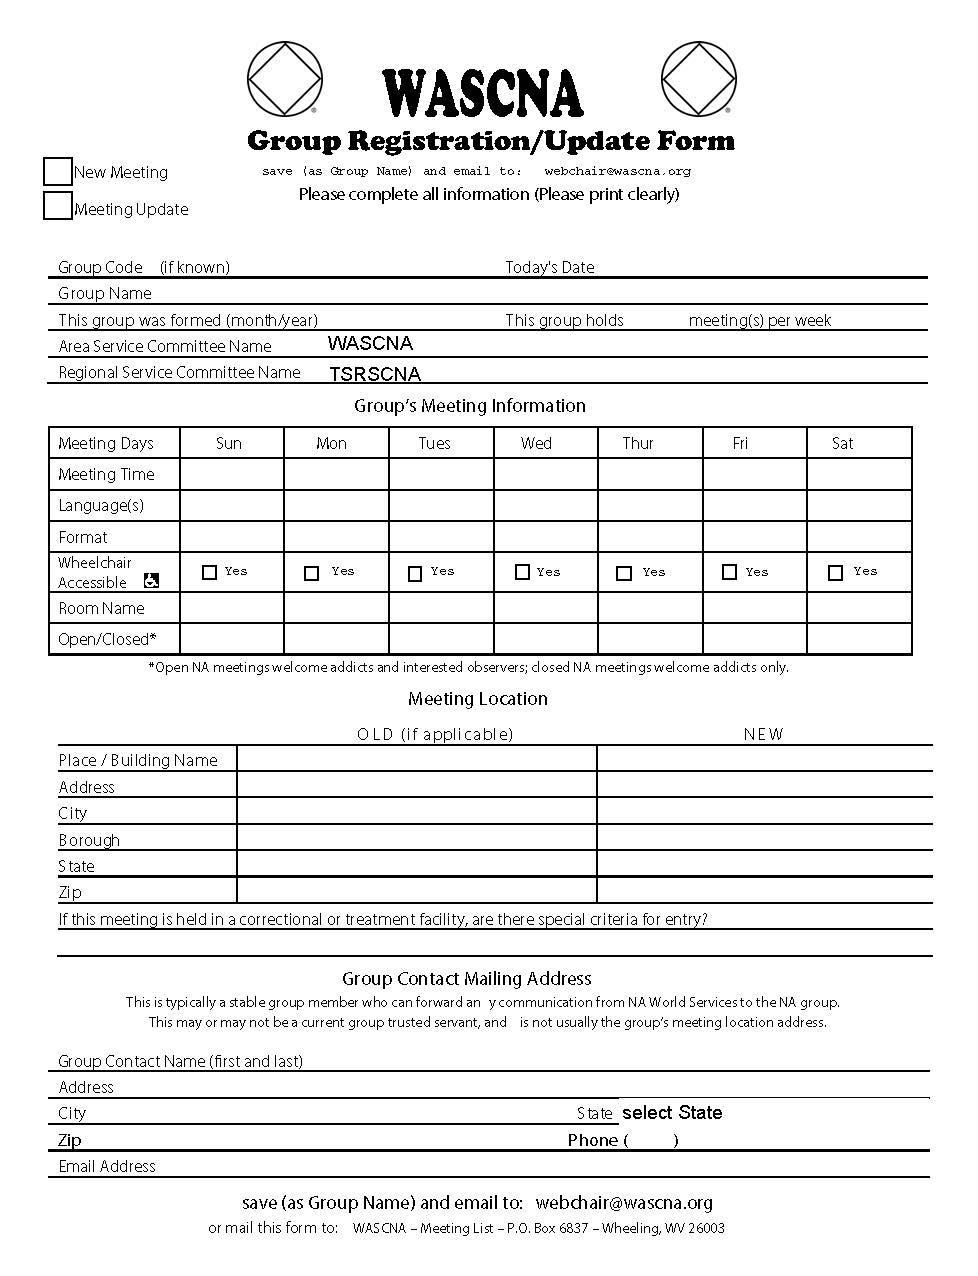 WASCNA
Group Registration/Update Form
save (as Group Name) and email to: webchair@wascna.org
Please complete all information (Please print clearly)
New Meeting
Meeting Update
Group Code (if known) Today's Date
Group Name
This group was formed (month/year) This group holds meeting(s) per week
Area Service Committee Name WASCNA
Regional Service Committee Name TSRSCNA
Group's Meeting Information
Meeting Days Sun Mon Tues Wed Thur Fri Sat
Meeting Time
Language(s)
Format
Wheelchair
Accessible Yes Yes Yes Yes Yes Yes Yes
Room Name
Open/Closed*
*Open NA meetings welcome addicts and interested observers; closed NA meetings welcome addicts only.
Meeting Location
OLD (if applicable) NEW
Place / Building Name
Address
City
Borough
State
Zip
If this meeting is held in a correctional or treatment facility, are there special criteria for entry?
Group Contact Mailing Address
This is typically a stable group member who can forward an y communication from NA World Services to the NA group.
This may or may not be a current group trusted servant, and is not usually the group's meeting location address.
Group Contact Name (first and last)
Address
City State select State
Zip Phone ( )
Email Address
save (as Group Name) and email to: webchair@wascna.org
or mail this form to: WASCNA – Meeting List – P.O. Box 6837 – Wheeling, WV 26003